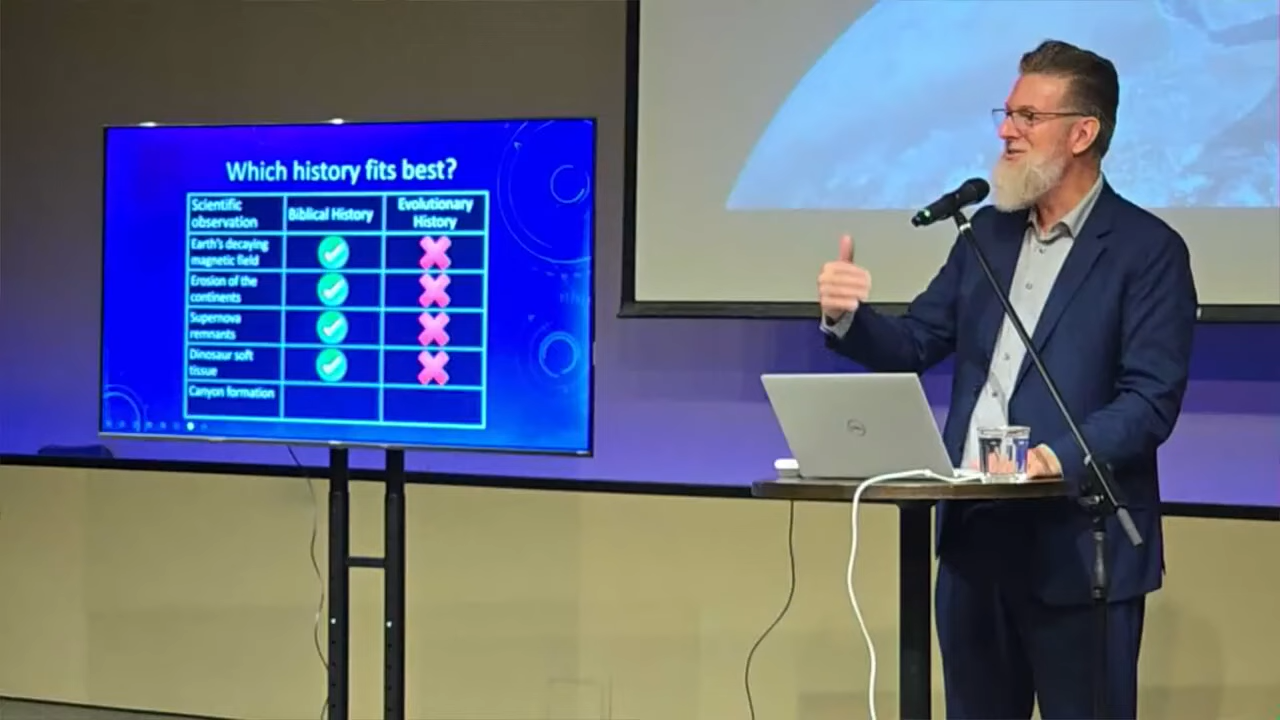 Which history fits best?
Scientific
observation
Biblical History
Evolutionary
History
Earth's decaying
magnetic field
Erosion of the
continents
Supernova
remnants
Dinosaur soft
tissue
Canyon formation
DELL